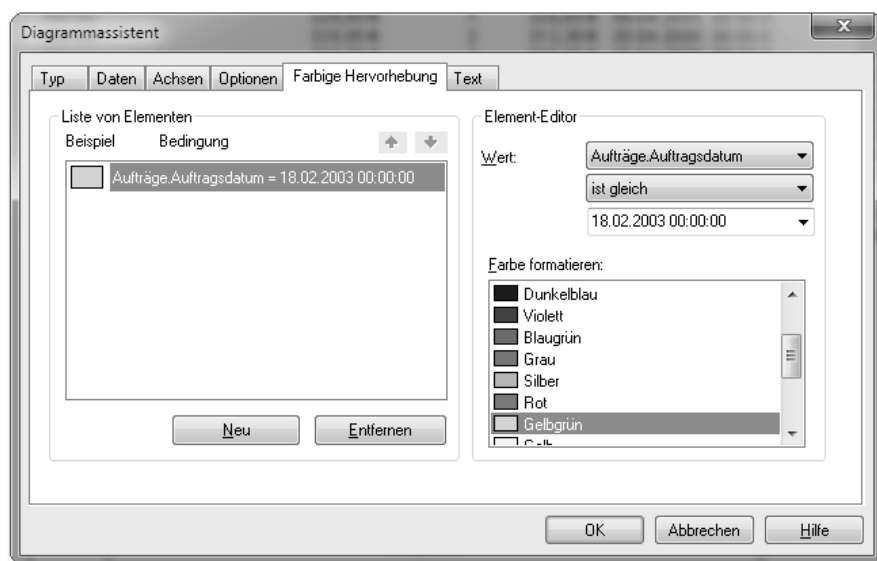 Diagrammassistent
x
Typ Daten Achsen Optionen Farbige Hervorhebung Text
Liste von Elementen
Beispiel Bedingung
Aufträge.Auftragsdatum = 18.02.2003 00:00:00
Neu Entfernen
Element-Editor
Wert: Aufträge.Auftragsdatum
ist gleich
18.02.2003 00:00:00
Farbe formatieren:
Dunkelblau
Violett
Blaugrün
Grau
Silber
Rot
Gelbgrün
OK Abbrechen Hilfe